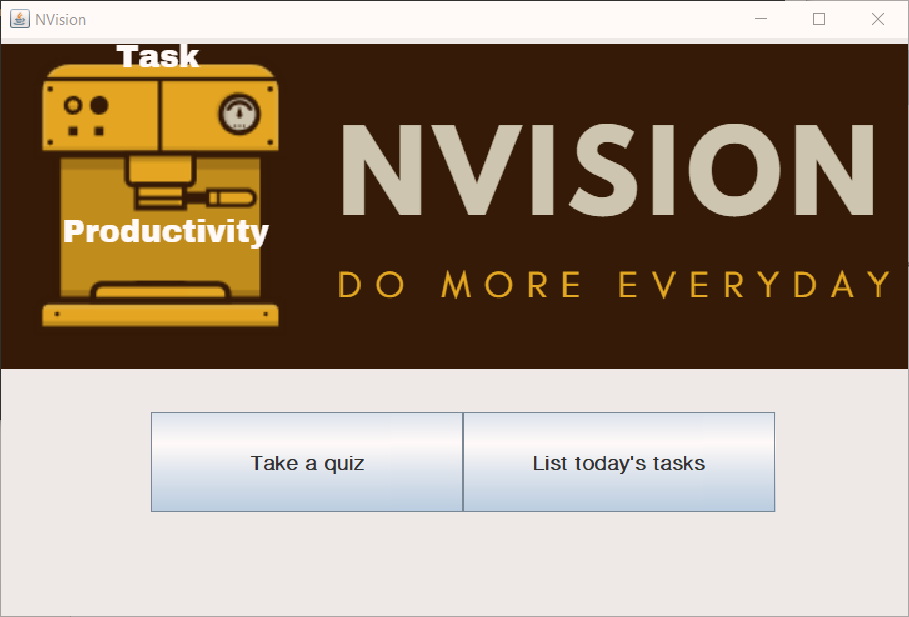 NVision
Task
Productivity
NVISION
DO MORE EVERYDAY
Take a quiz
List today's tasks